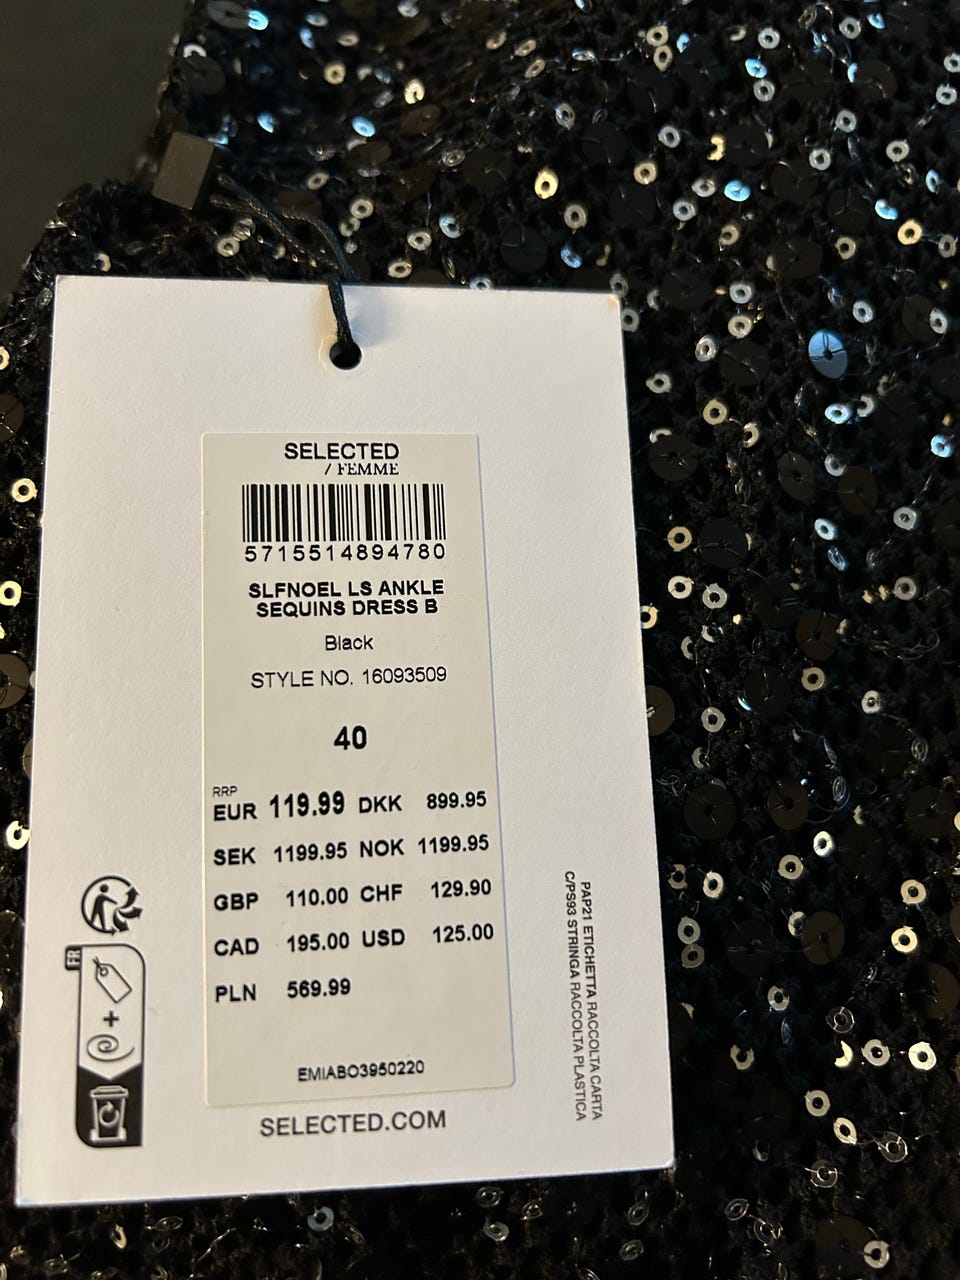 SELECTED
/ FEMME
5715514894780
SLFNOEL LS ANKLE
SEQUINS DRESS B
Black
STYLE NO. 16093509
40
RRP
EUR 119.99 DKK 899.95
SEK 1199.95 NOK 1199.95
GBP 110.00 CHF 129.90
CAD 195.00 USD 125.00
PLN 569.99
EMIABO3950220
SELECTED.COM
PAP21 ETICHETTA RACCOLTA CARTA
C/PS93 STRINGA RACCOLTA PLASTICA
FR
+